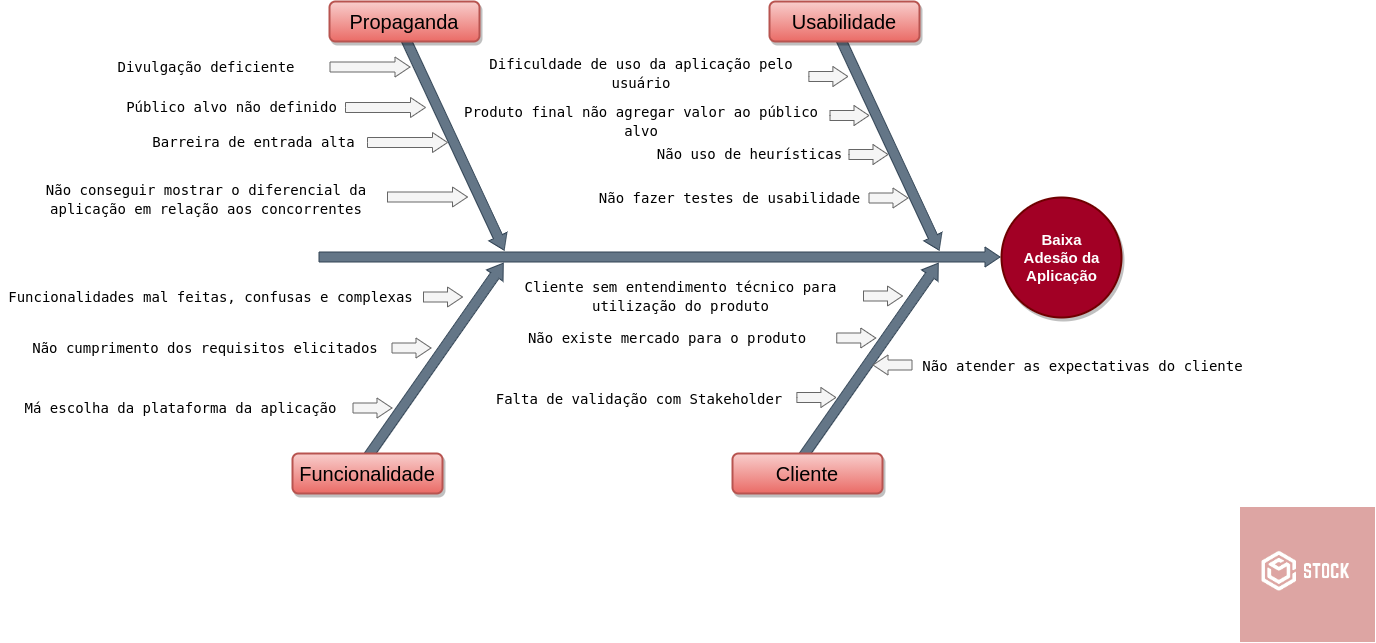 Propaganda
Usabilidade
Divulgação deficiente
Público alvo não definido
Barreira de entrada alta
Não conseguir mostrar o diferencial da
aplicação em relação aos concorrentes
Dificuldade de uso da aplicação pelo
usuário
Produto final não agregar valor ao público
alvo
Não uso de heurísticas
Não fazer testes de usabilidade
Baixa
Adesão da
Aplicação
Funcionalidades mal feitas, confusas e complexas
Não cumprimento dos requisitos elicitados
Má escolha da plataforma da aplicação
Cliente sem entendimento técnico para
utilização do produto
Não existe mercado para o produto
Não atender as expectativas do cliente
Falta de validação com Stakeholder
Funcionalidade
Cliente
STOCK